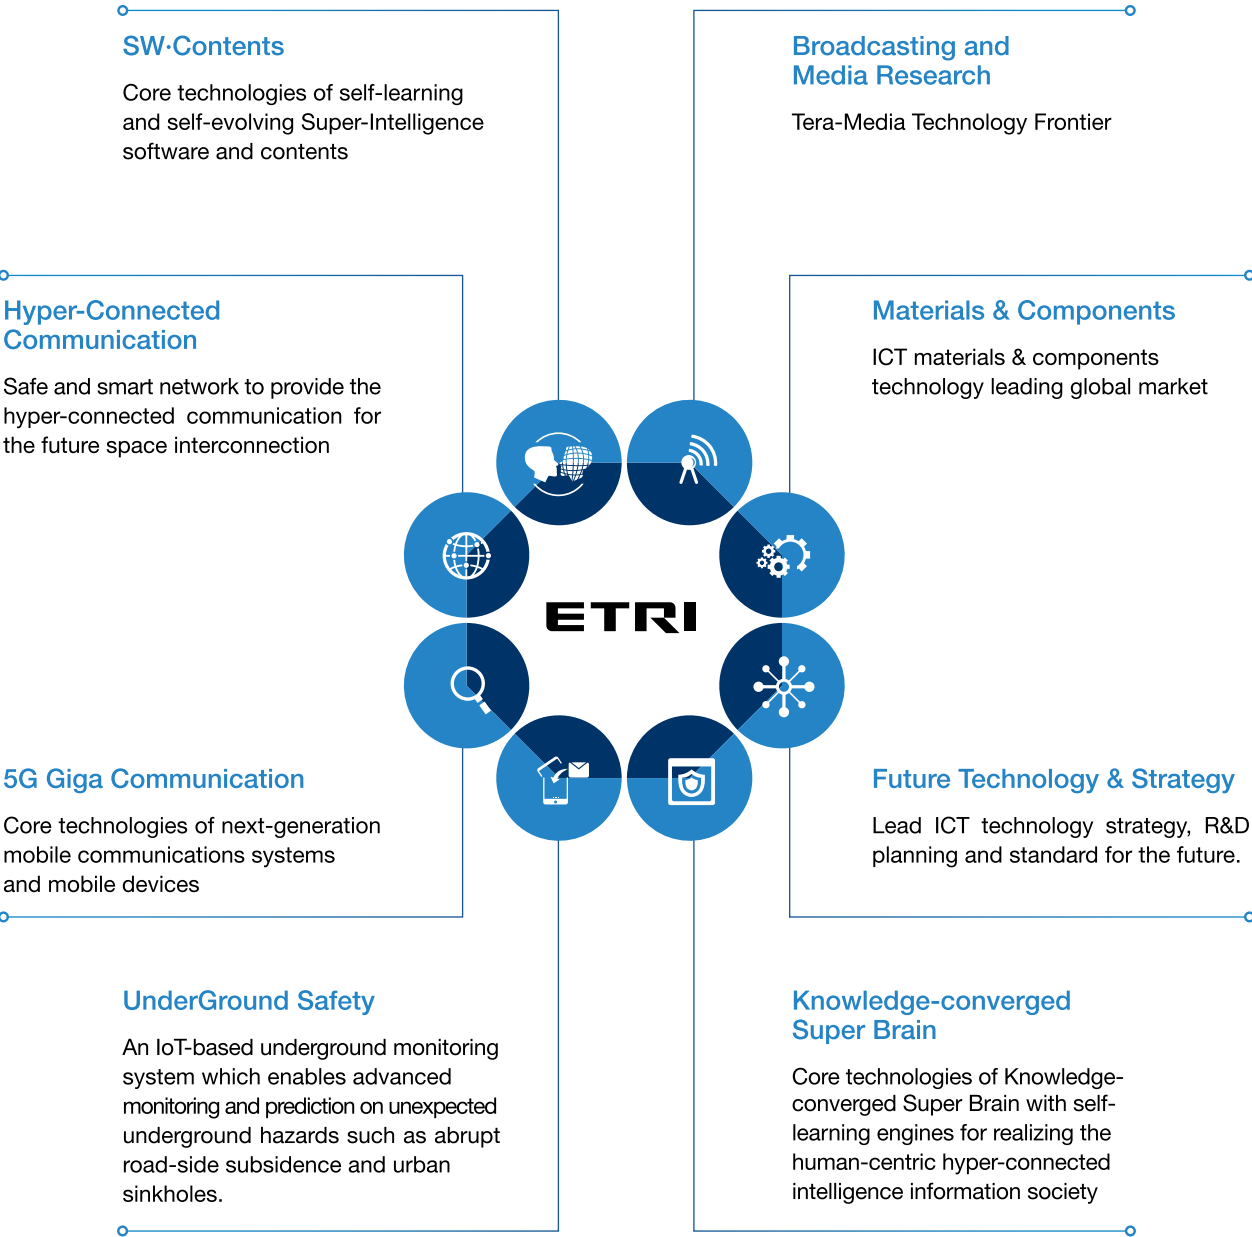 SW·Contents
Core technologies of self-learning
and self-evolving Super-Intelligence
software and contents
Broadcasting and
Media Research
Tera-Media Technology Frontier
Hyper-Connected
Communication
Safe and smart network to provide the
hyper-connected communication for
the future space interconnection
Materials & Components
ICT materials & components
technology leading global market
ETRI
5G Giga Communication
Core technologies of next-generation
mobile communications systems
and mobile devices
Future Technology & Strategy
Lead ICT technology strategy, R&D
planning and standard for the future.
UnderGround Safety
An IoT-based underground monitoring
system which enables advanced
monitoring and prediction on unexpected
underground hazards such as abrupt
road-side subsidence and urban
sinkholes.
Knowledge-converged
Super Brain
Core technologies of Knowledge-
converged Super Brain with self-
learning engines for realizing the
human-centric hyper-connected
intelligence information society